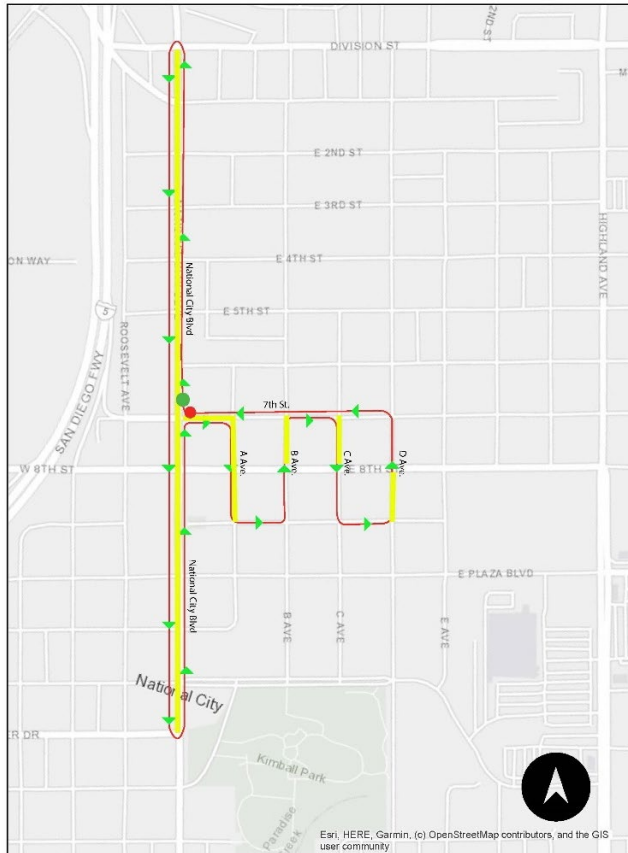 2ND ST
DIVISION ST
E 2ND ST
E 3RD ST
HIGHLAND AVE
E 4TH ST
ON WAY
National City Blvd
5
E 5TH ST
ROOSEVELT AVE
SAN DIEGO FWY
7th St.
A Ave.
B Ave.
C Ave.
D Ave.
W 8TH ST
E 8TH ST
E PLAZA BLVD
National City Blvd
B AVE
C AVE
E AVE
National City
ER DR
Kimball Park
Paradise
Creek
Esri, HERE, Garmin, (c) OpenStreetMap contributors, and the GIS
user community